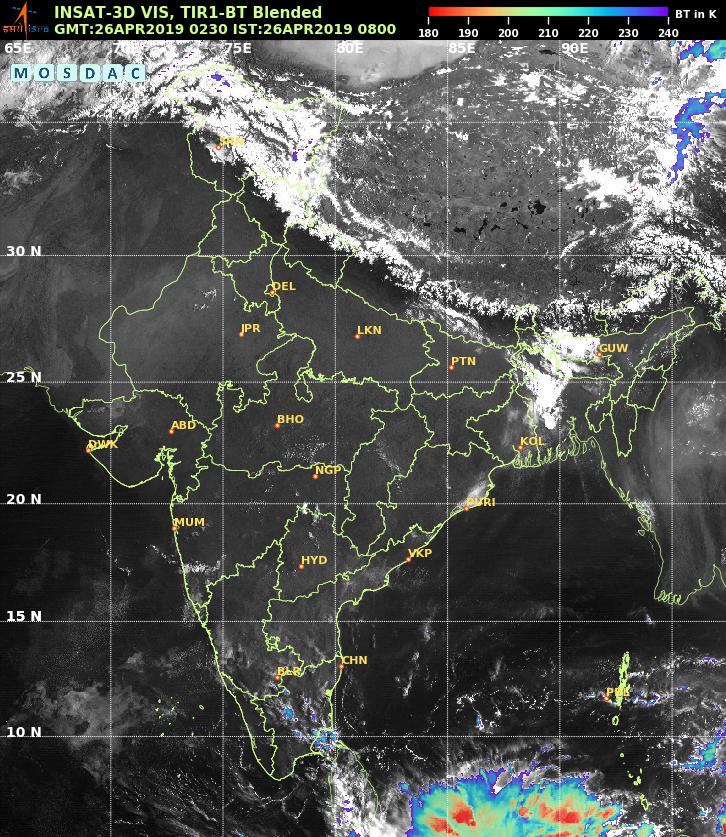 INSAT-3D VIS, TIR1-BT Blended
GMT:26APR2019 0230 IST:26APR2019 0800
BT in K
180 190 200 210 220 230 240
65E 70E 75E 80E 85E 90E
MOSDAC
SRN
30 N
DEL
JPR
LKN
GUW
PTN
25 N
ABD
BHO
DWK
KOL
NGP
20 N
PURI
MUM
VKP
HYD
15 N
CHN
BLR
PBL
10 N